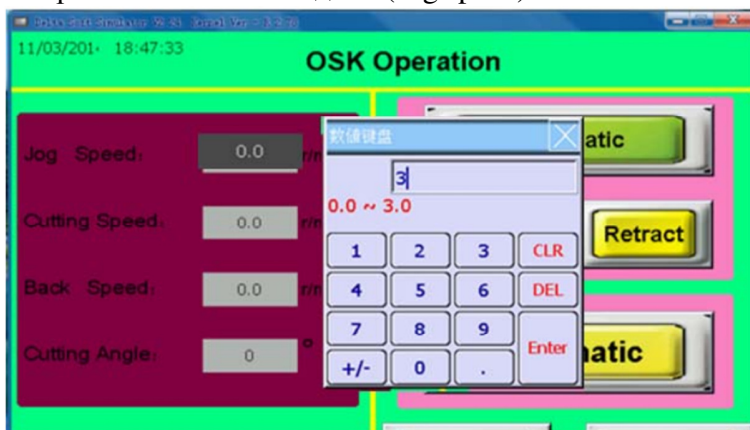 11/03/201 18:47:33
OSK Operation
数值键盘
Jog Speed:
0.0
3
0.0 ~ 3.0
atic
Cutting Speed:
0.0
Retract
1 2 3 CLR
Back Speed:
0.0
4 5 6 DEL
7 8 9
Cutting Angle:
0 °
Enter
atic
+/- 0 .